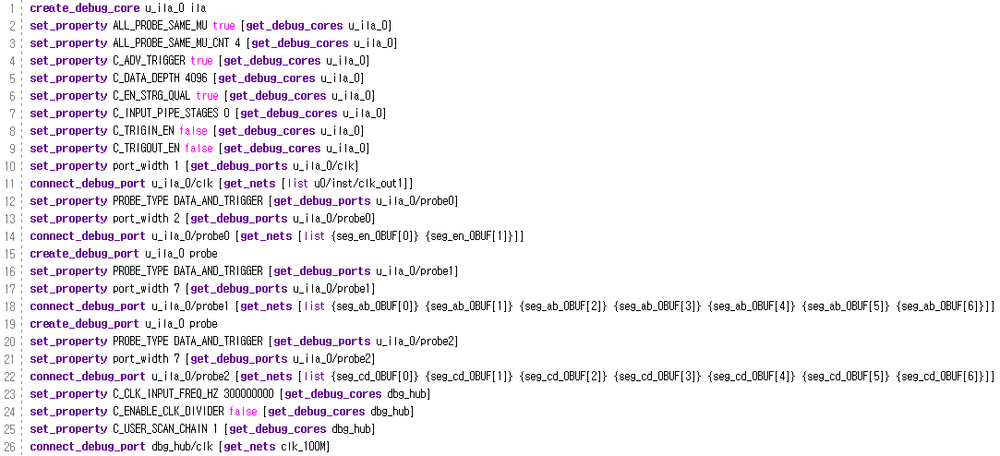 1 create_debug_core u_ila_0 ila
2 set_property ALL_PROBE_SAME_MU true [get_debug_cores u_ila_0]
3 set_property ALL_PROBE_SAME_MU_CNT 4 [get_debug_cores u_ila_0]
4 set_property C_ADV_TRIGGER true [get_debug_cores u_ila_0]
5 set_property C_DATA_DEPTH 4096 [get_debug_cores u_ila_0]
6 set_property C_EN_STRG_QUAL true [get_debug_cores u_ila_0]
7 set_property C_INPUT_PIPE_STAGES 0 [get_debug_cores u_ila_0]
8 set_property C_TRIGIN_EN false [get_debug_cores u_ila_0]
9 set_property C_TRIGOUT_EN false [get_debug_cores u_ila_0]
10 set_property port_width 1 [get_debug_ports u_ila_0/clk]
11 connect_debug_port u_ila_0/clk [get_nets [list u0/inst/clk_out1]]
12 set_property PROBE_TYPE DATA_AND_TRIGGER [get_debug_ports u_ila_0/probe0]
13 set_property port_width 2 [get_debug_ports u_ila_0/probe0]
14 connect_debug_port u_ila_0/probe0 [get_nets [list {seg_en_OBUF[0]} {seg_en_OBUF[1]}]]
15 create_debug_port u_ila_0 probe
16 set_property PROBE_TYPE DATA_AND_TRIGGER [get_debug_ports u_ila_0/probe1]
17 set_property port_width 7 [get_debug_ports u_ila_0/probe1]
18 connect_debug_port u_ila_0/probe1 [get_nets [list {seg_ab_OBUF[0]} {seg_ab_OBUF[1]} {seg_ab_OBUF[2]} {seg_ab_OBUF[3]} {seg_ab_OBUF[4]} {seg_ab_OBUF[5]} {seg_ab_OBUF[6]}]]
19 create_debug_port u_ila_0 probe
20 set_property PROBE_TYPE DATA_AND_TRIGGER [get_debug_ports u_ila_0/probe2]
21 set_property port_width 7 [get_debug_ports u_ila_0/probe2]
22 connect_debug_port u_ila_0/probe2 [get_nets [list {seg_cd_OBUF[0]} {seg_cd_OBUF[1]} {seg_cd_OBUF[2]} {seg_cd_OBUF[3]} {seg_cd_OBUF[4]} {seg_cd_OBUF[5]} {seg_cd_OBUF[6]}]]
23 set_property C_CLK_INPUT_FREQ_HZ 300000000 [get_debug_cores dbg_hub]
24 set_property C_ENABLE_CLK_DIVIDER false [get_debug_cores dbg_hub]
25 set_property C_USER_SCAN_CHAIN 1 [get_debug_cores dbg_hub]
26 connect_debug_port dbg_hub/clk [get_nets clk_100M]